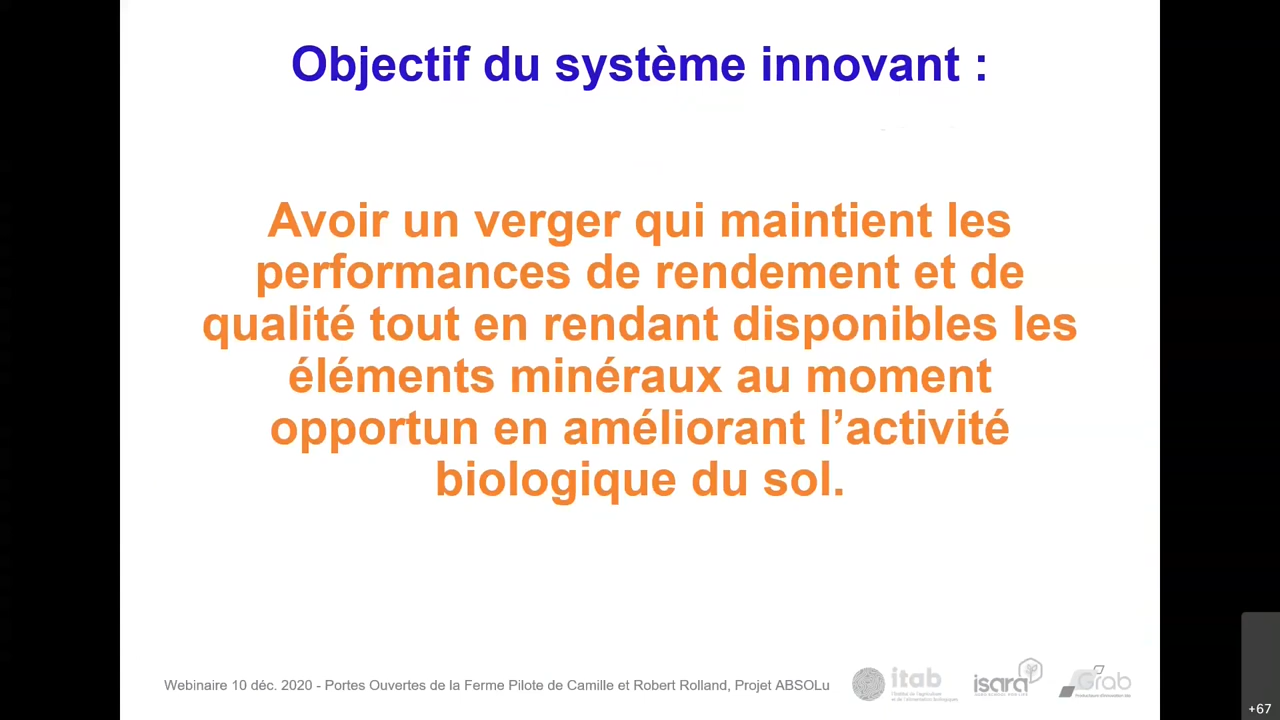 Objectif du système innovant :
Avoir un verger qui maintient les
performances de rendement et de
qualité tout en rendant disponibles les
éléments minéraux au moment
opportun en améliorant l’activité
biologique du sol.
Webinaire 10 déc. 2020 - Portes Ouvertes de la Ferme Pilote de Camille et Robert Rolland, Projet ABSOLu
itab
isara
Grab
+67